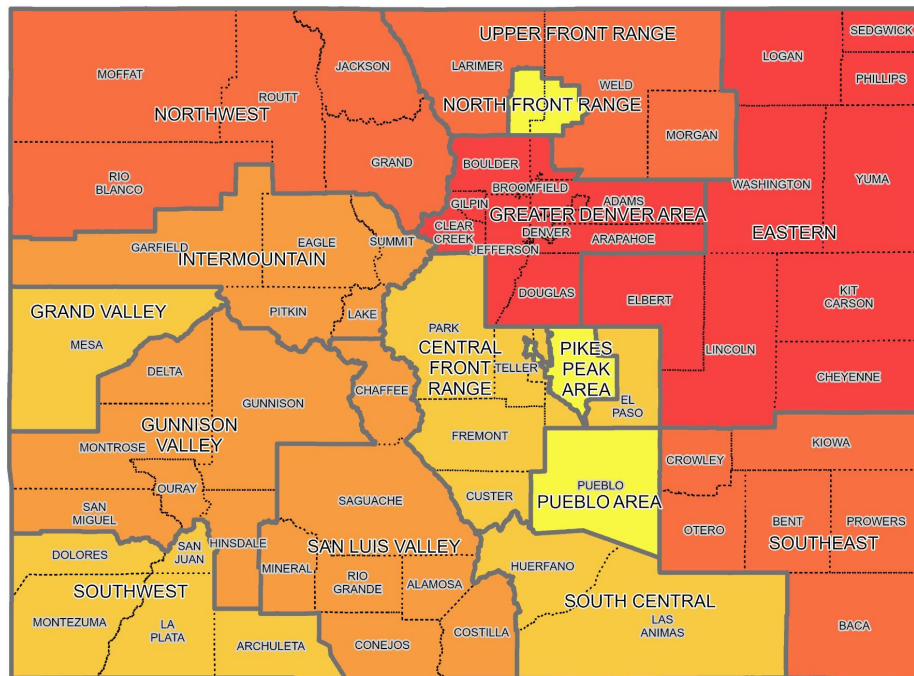 UPPER FRONT RANGE
SEDGWICK
LOGAN
JACKSON
LARIMER
MOFFAT
PHILLIPS
WELD
ROUTT
NORTH FRONT RANGE
NORTHWEST
MORGAN
GRAND
BOULDER
RIO
BLANCO
WASHINGTON
YUMA
BROOMFIELD
ADAMS
GILPIN
GREATER DENVER AREA
CLEAR
CREEK
DENVER
ARAPAHOE
EASTERN
GARFIELD
EAGLE
SUMMIT
JEFFERSON
INTERMOUNTAIN
KIT
CARSON
DOUGLAS
ELBERT
GRAND VALLEY
PITKIN
LAKE
PARK
MESA
CENTRAL
FRONT
RANGE
PIKES
PEAK
AREA
LINCOLN
TELLER
DELTA
CHEYENNE
CHAFFEE
GUNNISON
EL
PASO
GUNNISON
VALLEY
FREMONT
MONTROSE
KIOWA
CROWLEY
OURAY
PUEBLO
PUEBLO AREA
SAGUACHE
CUSTER
SAN
MIGUEL
OTERO
BENT
PROWERS
SOUTHEAST
DOLORES
SAN
JUAN
HINSDALE
SAN LUIS VALLEY
MINERAL
HUERFANO
RIO
GRANDE
ALAMOSA
SOUTHWEST
SOUTH CENTRAL
MONTEZUMA
LA
PLATA
LAS
ANIMAS
BACA
COSTILLA
ARCHULETA
CONEJOS